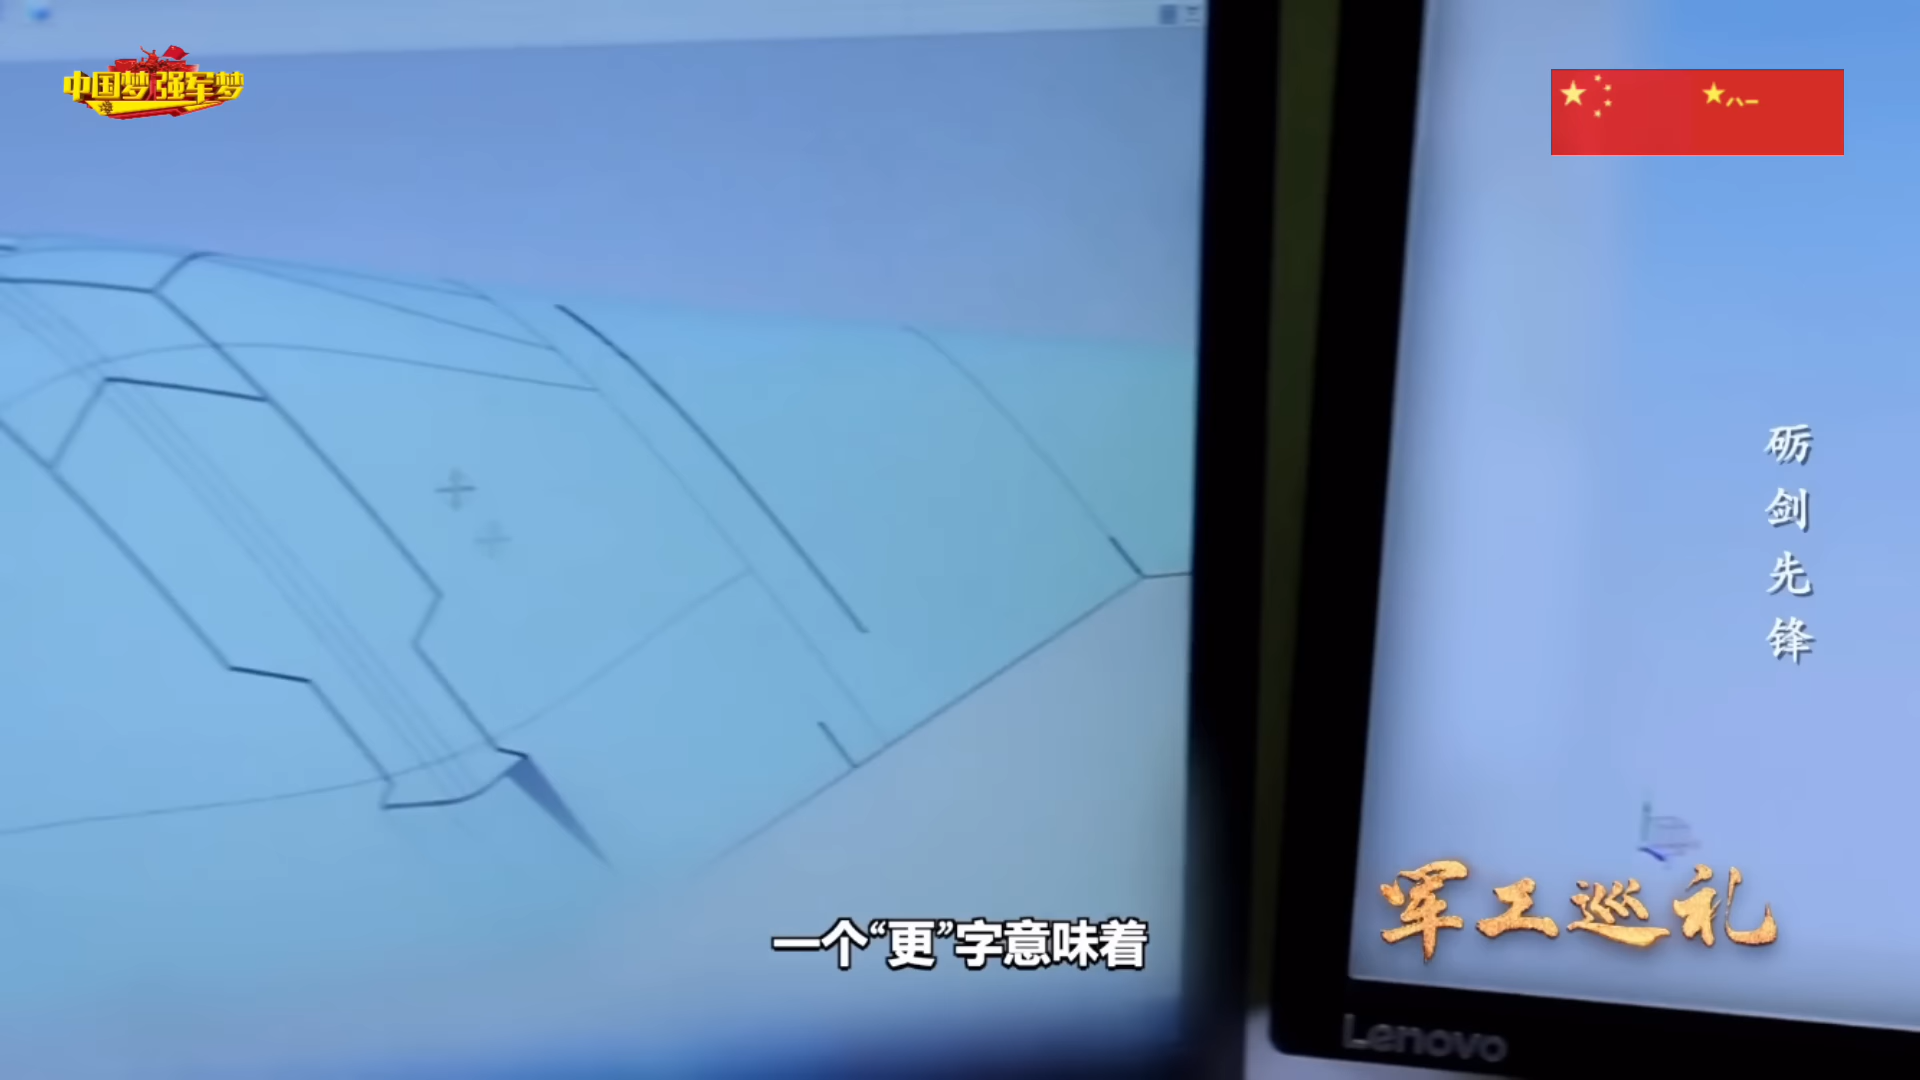 中国梦 强军梦
八一
砺剑先锋
军工巡礼
一个“更”字意味着
Lenovo